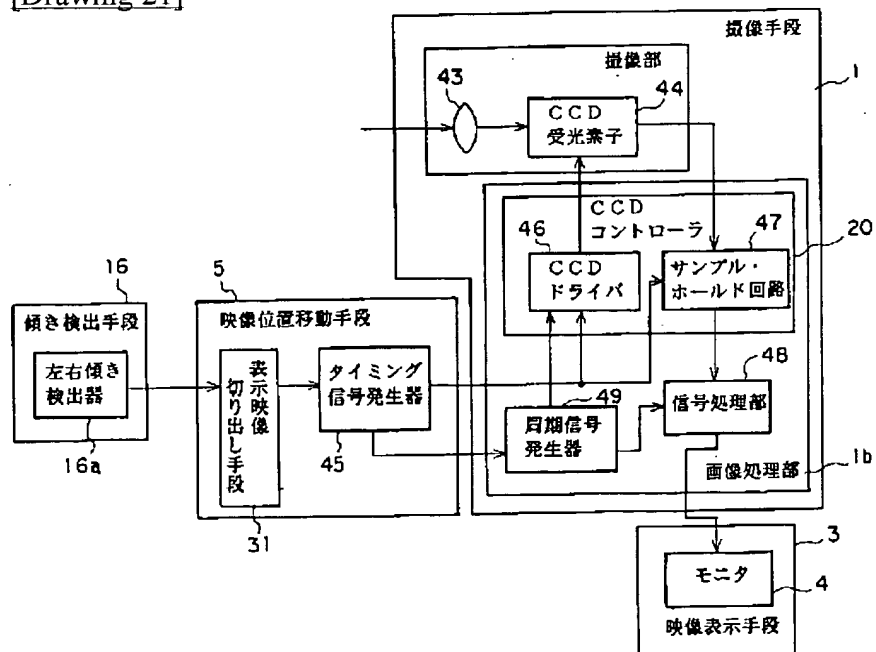 [Drawing 21]
撮像手段
1
撮像部
43
44
CCD
受光素子
CCD
コントローラ
46
47
20
CCD
ドライバ
サンプル・
ホールド回路
16
5
傾き検出手段
映像位置移動手段
左右傾き
検出器
16a
表示映像
切り出し手段
31
タイミング
信号発生器
45
49
同期信号
発生器
48
信号処理部
画像処理部
1b
3
モニタ
4
映像表示手段